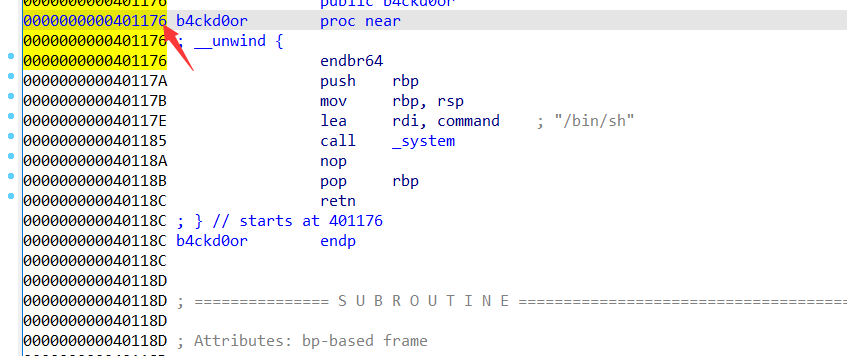 0000000000401176 public b4ckd0or
0000000000401176 b4ckd0or proc near
0000000000401176 ; __unwind {
0000000000401176 endbr64
000000000040117A push rbp
000000000040117B mov rbp, rsp
000000000040117E lea rdi, command ; "/bin/sh"
0000000000401185 call _system
000000000040118A nop
000000000040118B pop rbp
000000000040118C retn
000000000040118C ; } // starts at 401176
000000000040118C b4ckd0or endp
000000000040118C
000000000040118D
000000000040118D ; =============== S U B R O U T I N E =======================================
000000000040118D
000000000040118D ; Attributes: bp-based frame